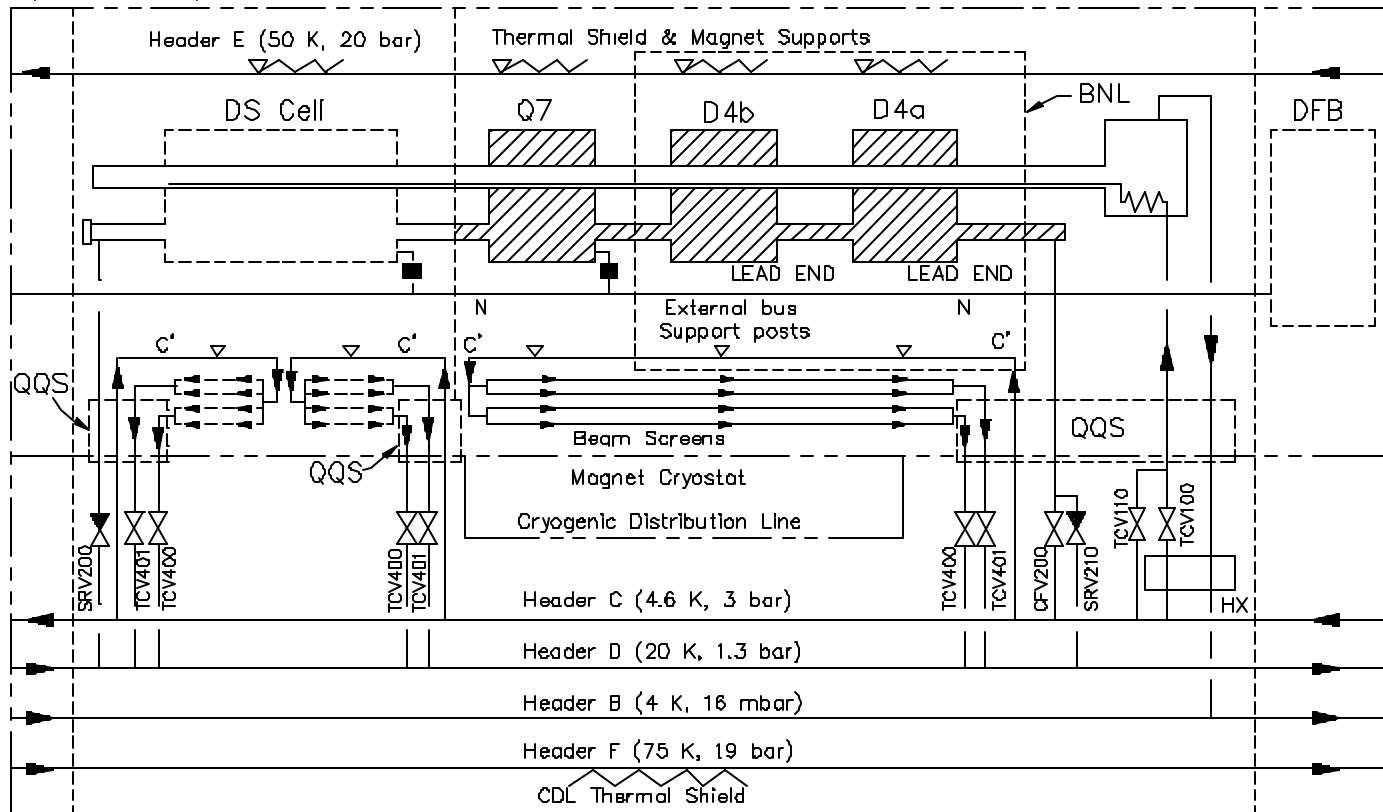 Header E (50 K, 20 bar)
Thermal Shield & Magnet Supports
DS Cell
Q7
D4b
D4a
BNL
DFB
LEAD END
LEAD END
N
External bus
Support posts
N
C'
C'
C'
C'
QQS
QQS
QQS
Beam Screens
Magnet Cryostat
Cryogenic Distribution Line
SRV200
TCV401
TCV400
TCV400
TCV401
TCV400
TCV401
CFV200
SRV210
TCV110
TCV100
HX
Header C (4.6 K, 3 bar)
Header D (20 K, 1.3 bar)
Header B (4 K, 16 mbar)
Header F (75 K, 19 bar)
CDL Thermal Shield